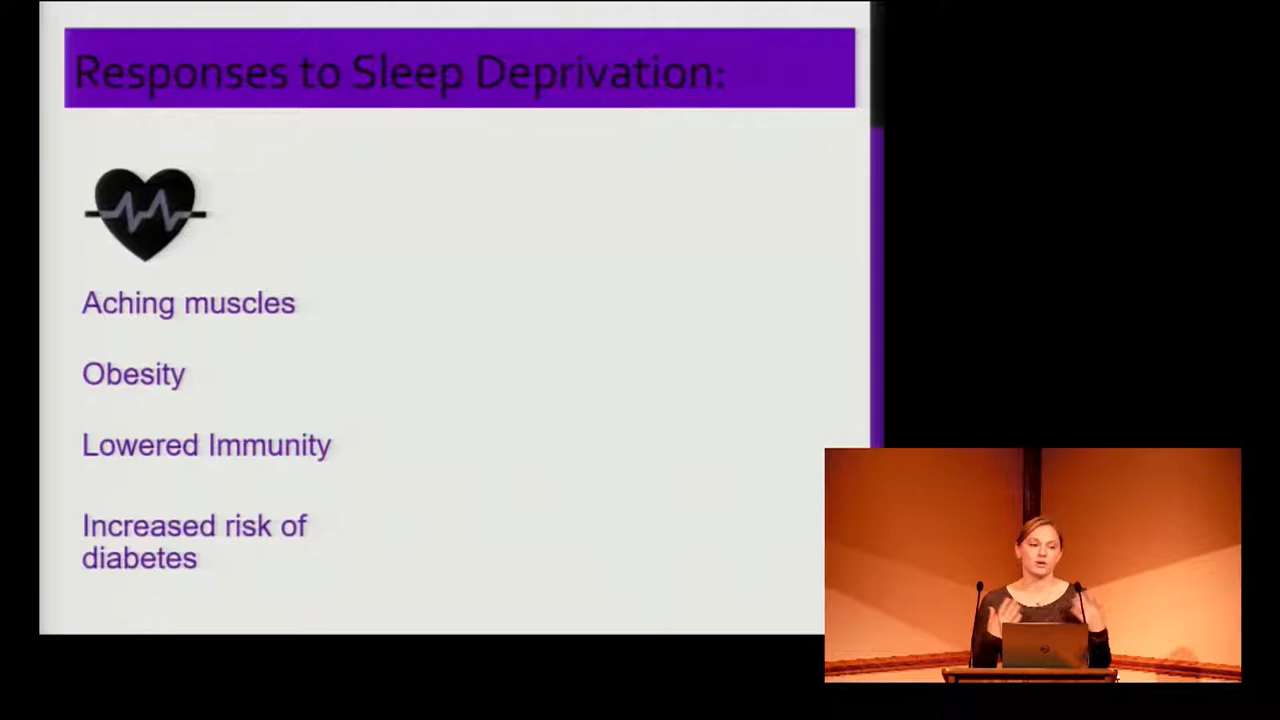 Responses to Sleep Deprivation:
Aching muscles
Obesity
Lowered Immunity
Increased risk of
diabetes